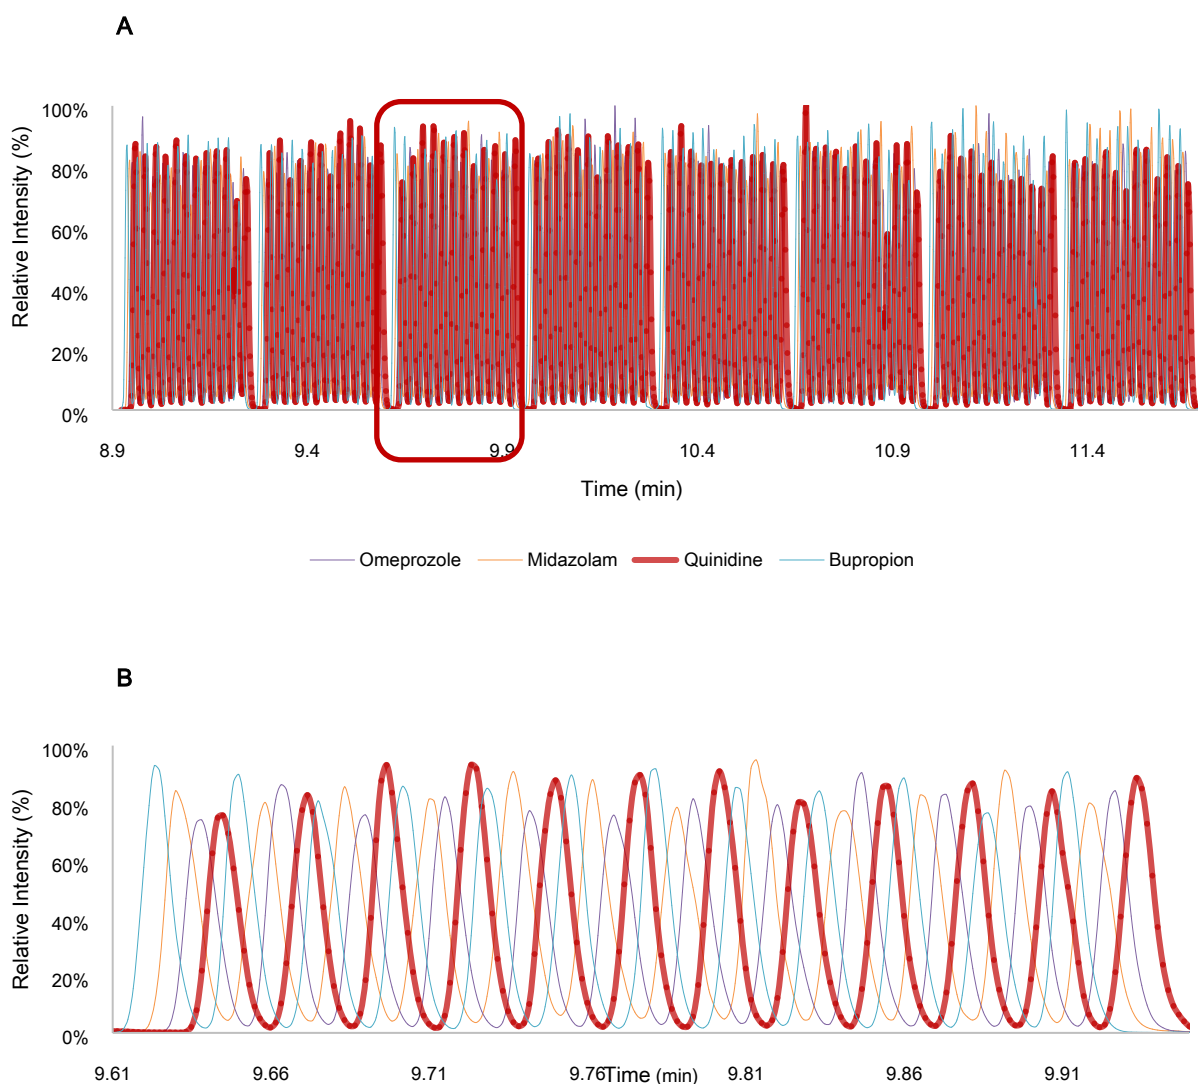 A
100%
80%
60%
40%
20%
0%
Relative Intensity (%)
8.9 9.4 9.9 10.4 10.9 11.4
Time (min)
Omeprozole Midazolam Quinidine Bupropion
B
100%
80%
60%
40%
20%
0%
Relative Intensity (%)
9.61 9.66 9.71 9.76 9.81 9.86 9.91
Time (min)